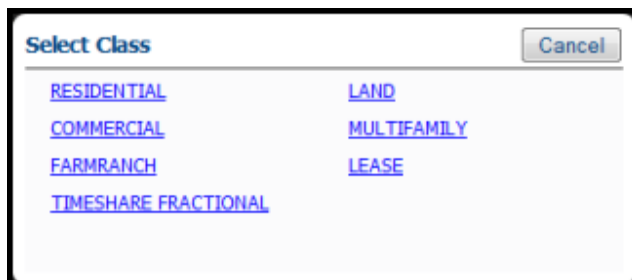 Select Class Cancel
RESIDENTIAL LAND
COMMERCIAL MULTIFAMILY
FARMRANCH LEASE
TIMESHARE FRACTIONAL